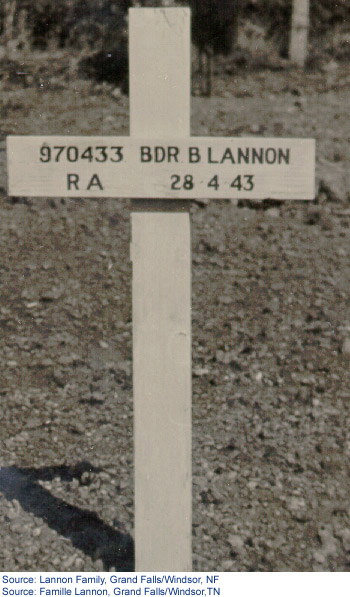 970433 BDR B LANNON
RA 28-4-43
Source: Lannon Family, Grand Falls/Windsor, NF
Source: Famille Lannon, Grand Falls/Windsor,TN